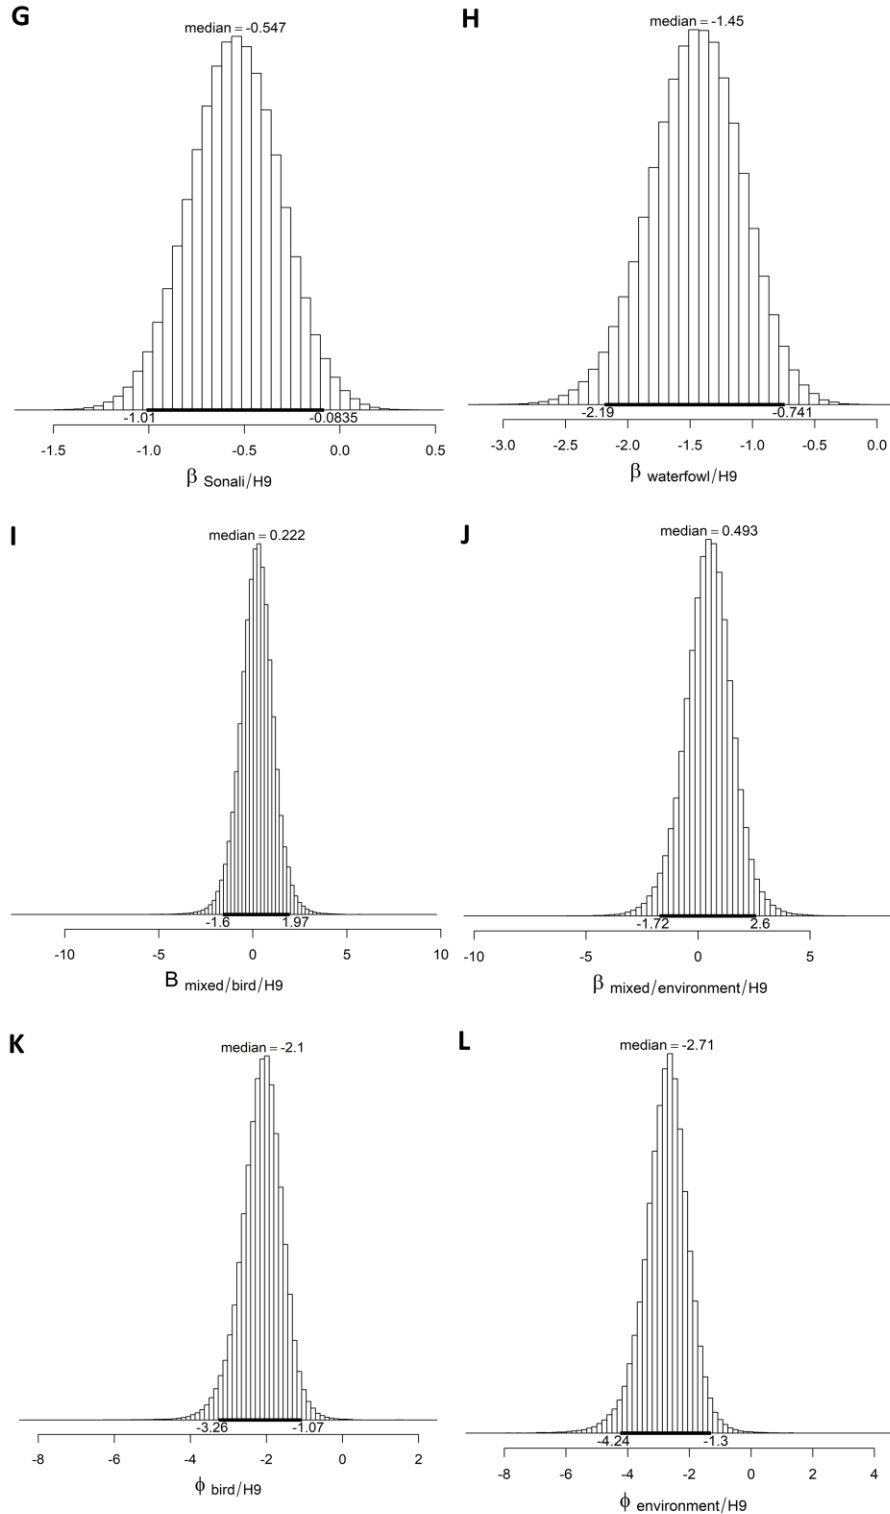 G
median = -0.547
-1.01
-0.0835
-1.5 -1.0 -0.5 0.0 0.5
β Sonali/H9
H
median = -1.45
-2.19
-0.741
-3.0 -2.5 -2.0 -1.5 -1.0 -0.5 0.0
β waterfowl/H9
I
median = 0.222
-1.6
1.97
-10 -5 0 5 10
B mixed/bird/H9
J
median = 0.493
-1.72
2.6
-10 -5 0 5
β mixed/environment/H9
K
median = -2.1
-3.26
-1.07
-8 -6 -4 -2 0 2
ϕ bird/H9
L
median = -2.71
-4.24
-1.3
-8 -6 -4 -2 0 2 4
ϕ environment/H9